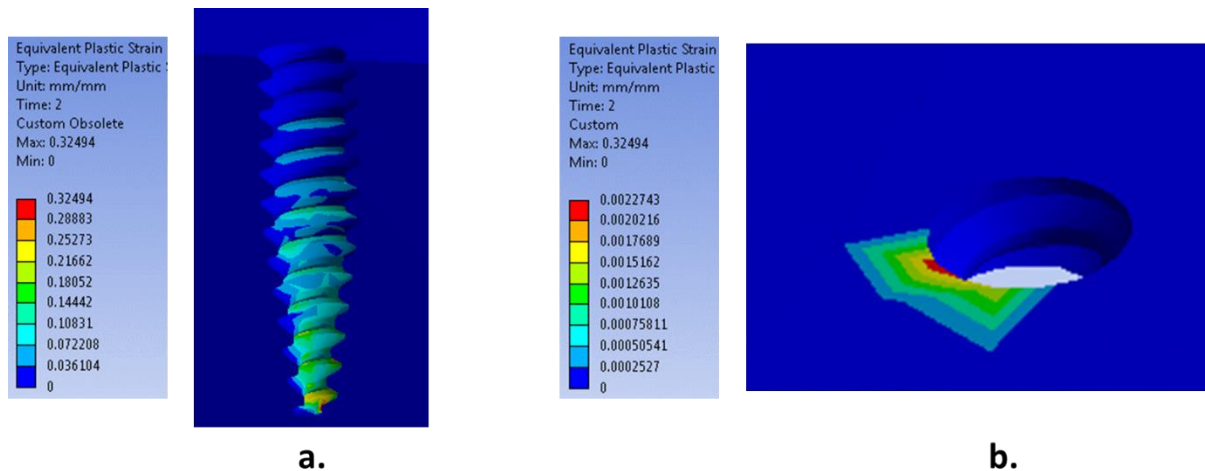 Equivalent Plastic Strain
Type: Equivalent Plastic
Unit: mm/mm
Time: 2
Custom Obsolete
Max: 0.32494
Min: 0
0.32494
0.28883
0.25273
0.21662
0.18052
0.14442
0.10831
0.072208
0.036104
0
a.
Equivalent Plastic Strain
Type: Equivalent Plastic
Unit: mm/mm
Time: 2
Custom
Max: 0.32494
Min: 0
0.0022743
0.0020216
0.0017689
0.0015162
0.0012635
0.0010108
0.00075811
0.00050541
0.0002527
0
b.